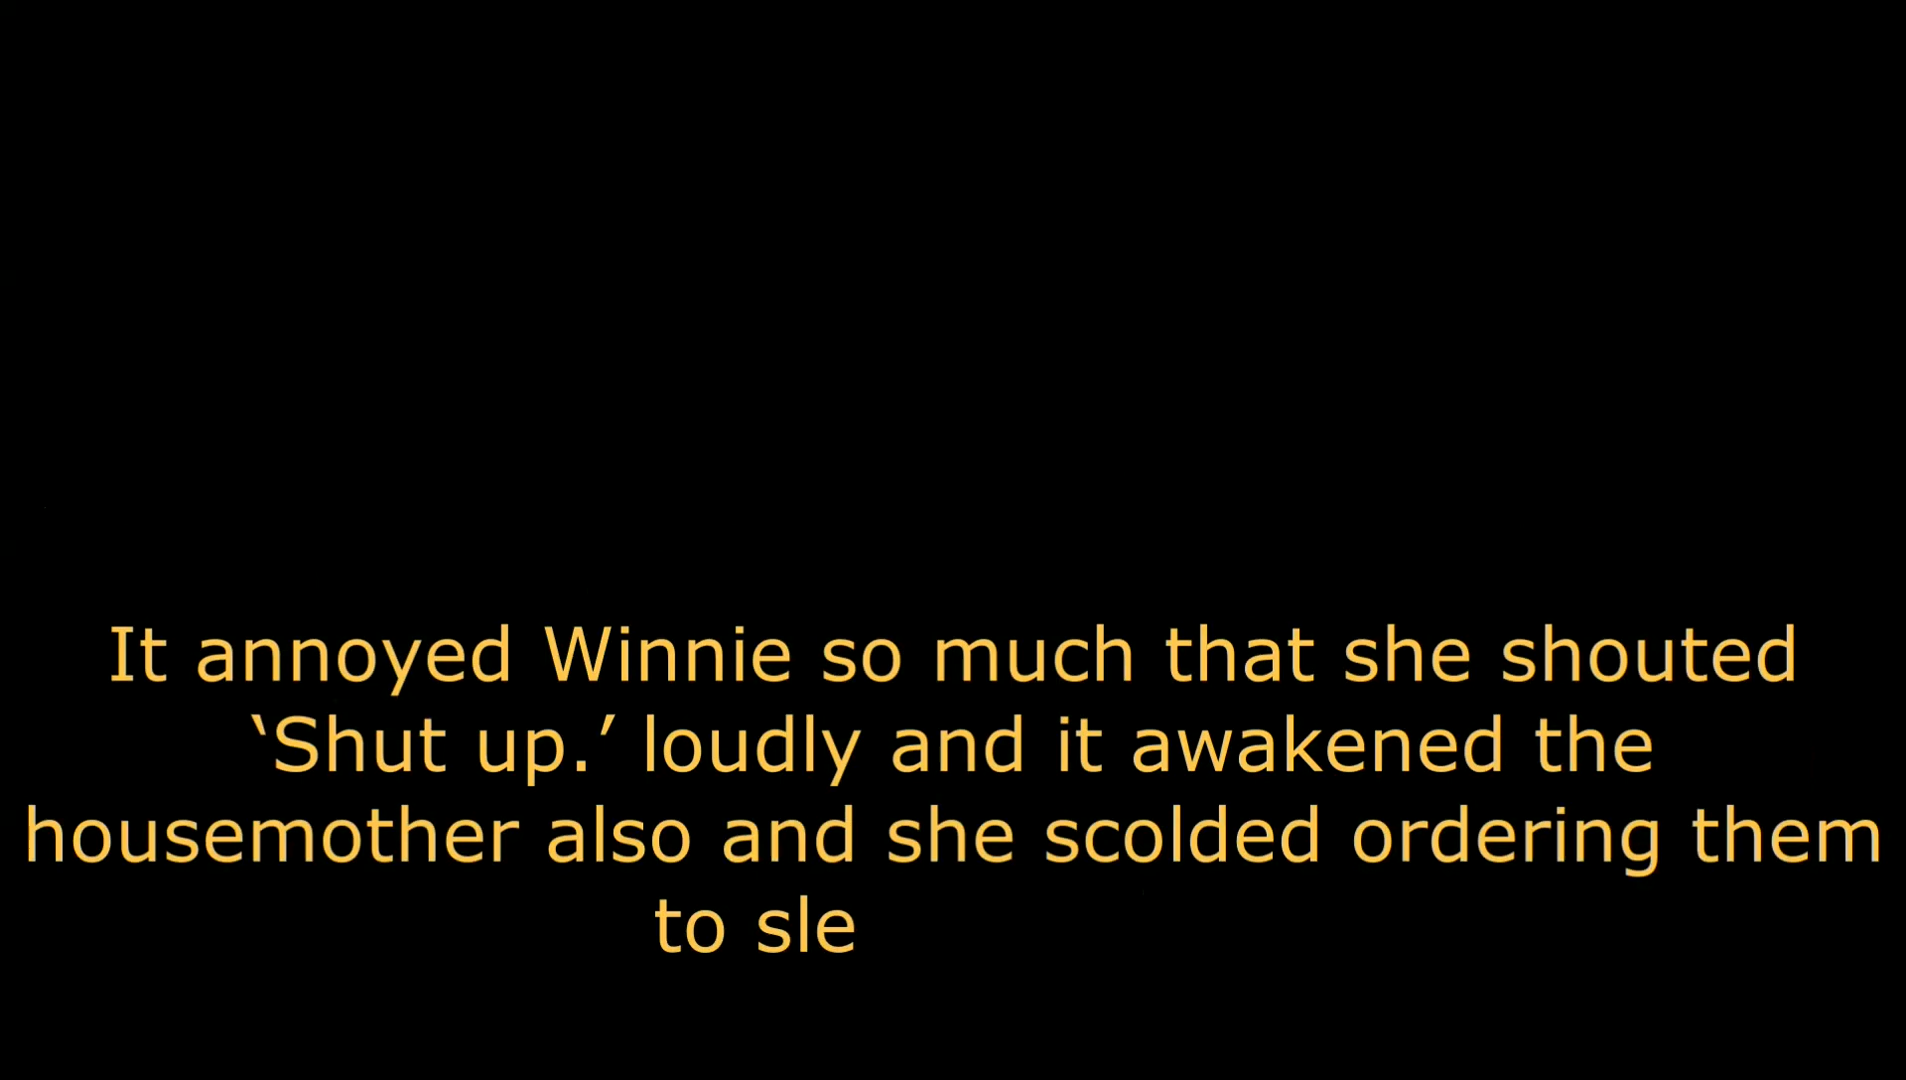 It annoyed Winnie so much that she shouted
‘Shut up.’ loudly and it awakened the
housemother also and she scolded ordering them
to sle